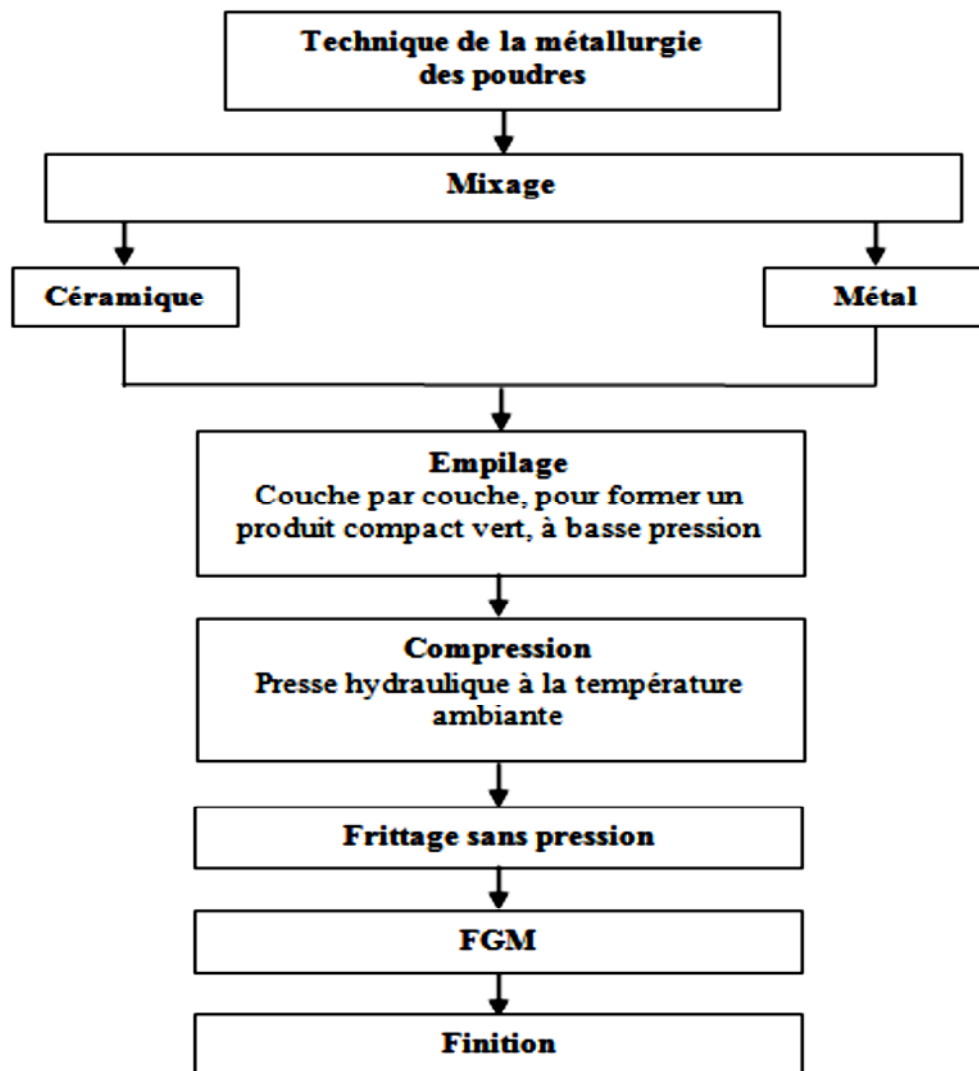 Technique de la métallurgie
des poudres
Mixage
Céramique
Métal
Empilage
Couche par couche, pour former un
produit compact vert, à basse pression
Compression
Presse hydraulique à la température
ambiante
Frittage sans pression
FGM
Finition